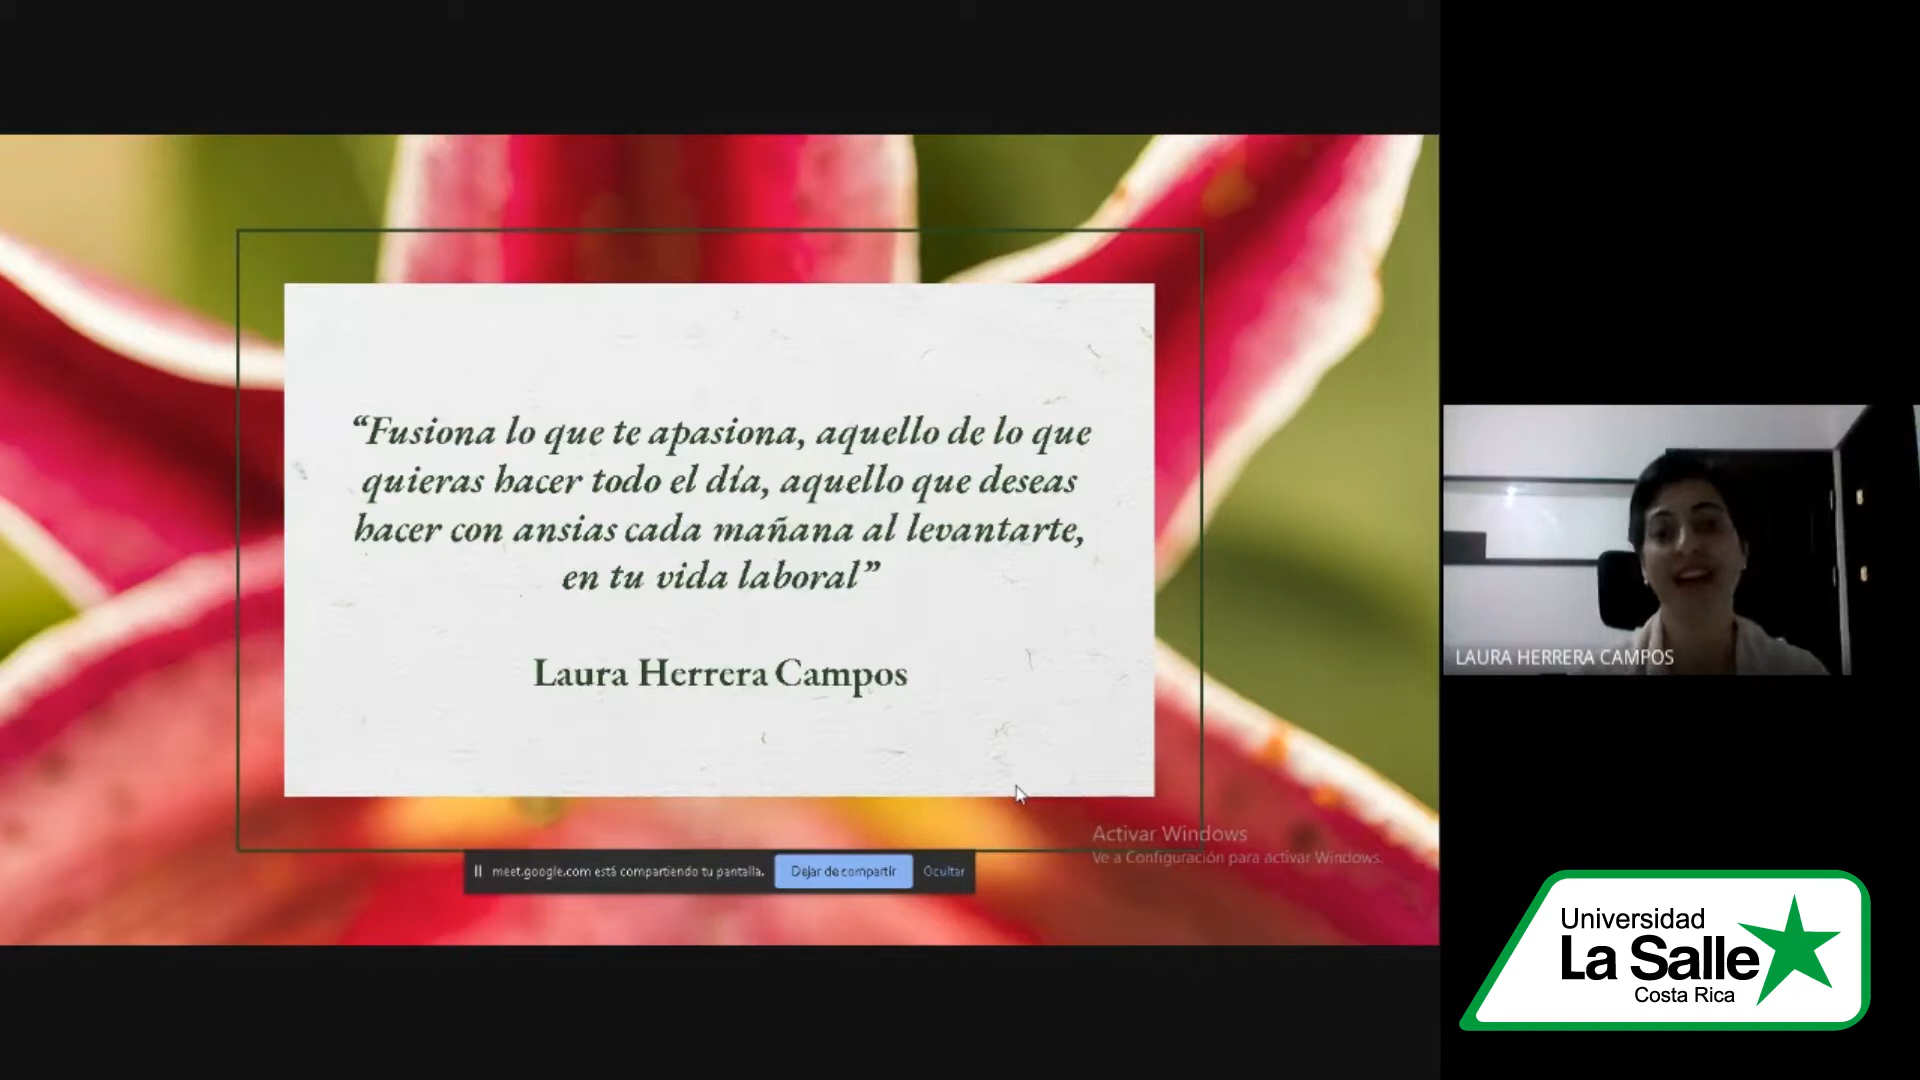 “Fusiona lo que te apasiona, aquello de lo que
quieras hacer todo el día, aquello que deseas
hacer con ansias cada mañana al levantarte,
en tu vida laboral”
Laura Herrera Campos
Activar Windows
Ve a Configuración para activar Windows.
meet.google.com está compartiendo tu pantalla.
Dejar de compartir
Ocultar
LAURA HERRERA CAMPOS
Universidad
La Salle
Costa Rica